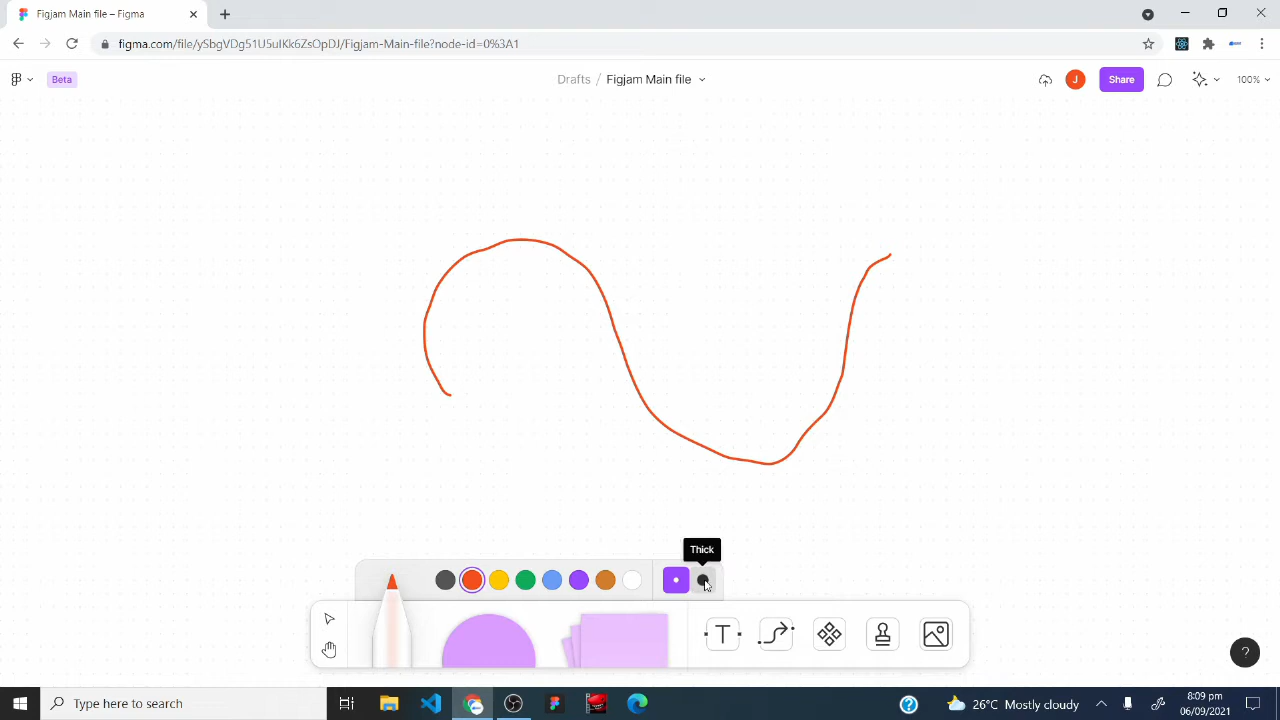 Figjam Main file – Figma
figma.com/file/ySbgVDg51U5uIKk6ZsOpDJ/Figjam-Main-file?node-id=0%3A1
Beta
Drafts / Figjam Main file
J
Share
100%
Thick
T
?
Type here to search
?
26°C Mostly cloudy
8:09 pm
06/09/2021